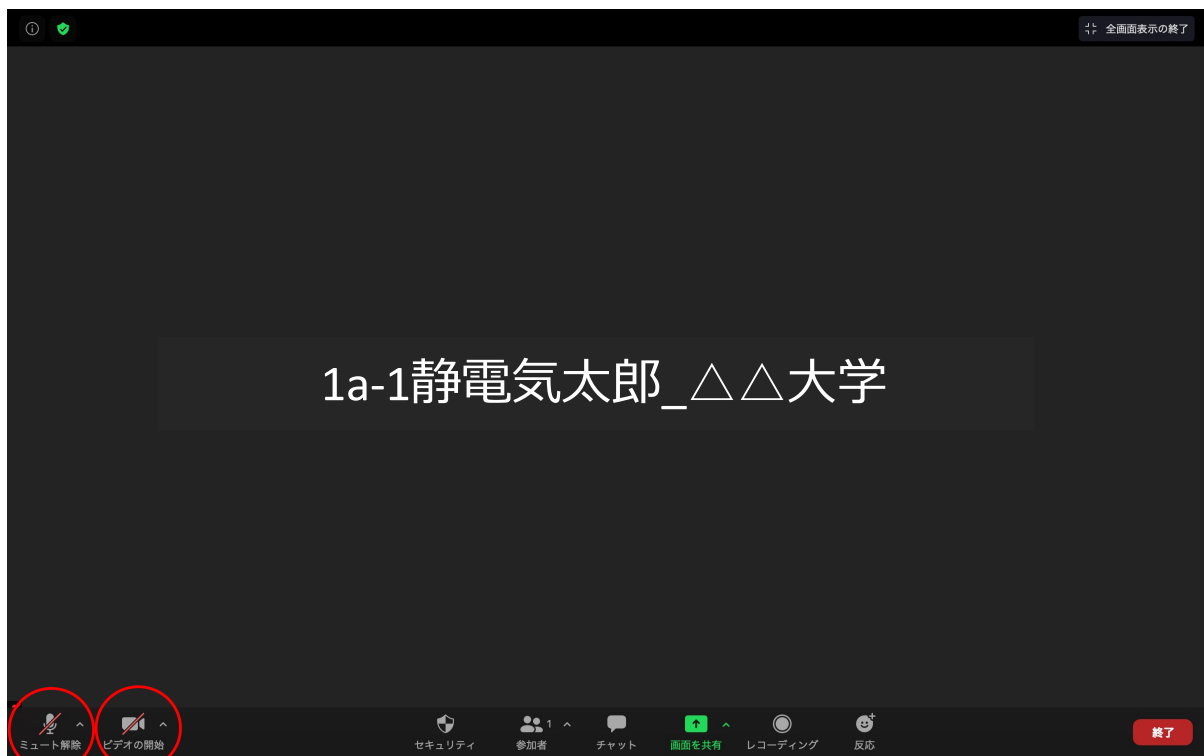 全画面表示の終了
1a-1静電気太郎_△△大学
ミュート解除
ビデオの開始
セキュリティ
1
参加者
チャット
画面を共有
レコーディング
反応
終了